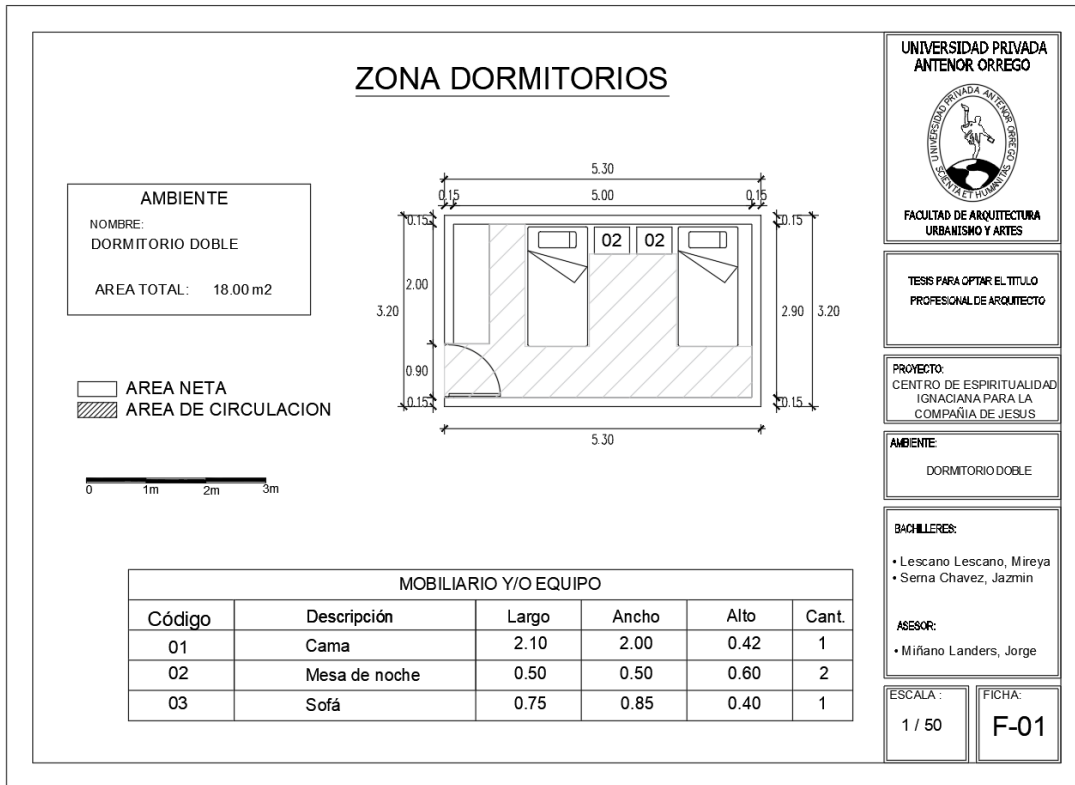 ZONA DORMITORIOS
AMBIENTE
NOMBRE:
DORMITORIO DOBLE
AREA TOTAL: 18.00 m2
AREA NETA
AREA DE CIRCULACION
0 1m 2m 3m
5.30
0.15 5.00 0.15
0.15 0.15
02 02
2.00
3.20 2.90 3.20
0.90
0.15 0.15
5.30
MOBILIARIO Y/O EQUIPO
Código Descripción Largo Ancho Alto Cant.
01 Cama 2.10 2.00 0.42 1
02 Mesa de noche 0.50 0.50 0.60 2
03 Sofá 0.75 0.85 0.40 1
UNIVERSIDAD PRIVADA
ANTENOR ORREGO
UNIVERSIDAD PRIVADA ANTENOR ORREGO
SCIENTA ET HUMANITAS
FACULTAD DE ARQUITECTURA
URBANISMO Y ARTES
TESIS PARA OPTAR EL TITULO
PROFESIONAL DE ARQUITECTO
PROYECTO:
CENTRO DE ESPIRITUALIDAD
IGNACIANA PARA LA
COMPAÑIA DE JESUS
AMBIENTE:
DORMITORIO DOBLE
BACHILLERES:
• Lescano Lescano, Mireya
• Serna Chavez, Jazmin
ASESOR:
• Miñano Landers, Jorge
ESCALA :
1 / 50
FICHA:
F-01